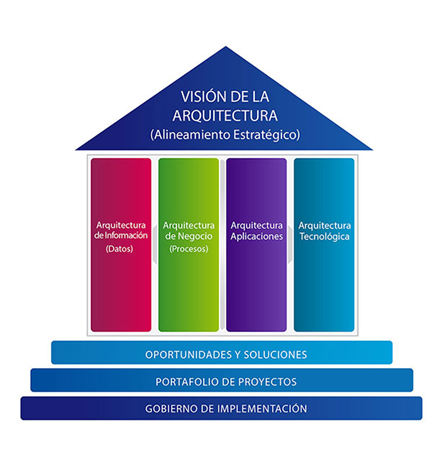 VISIÓN DE LA
ARQUITECTURA
(Alineamiento Estratégico)
Arquitectura
de Información
(Datos)
Arquitectura
de Negocio
(Procesos)
Arquitectura
Aplicaciones
Arquitectura
Tecnológica
OPORTUNIDADES Y SOLUCIONES
PORTAFOLIO DE PROYECTOS
GOBIERNO DE IMPLEMENTACIÓN